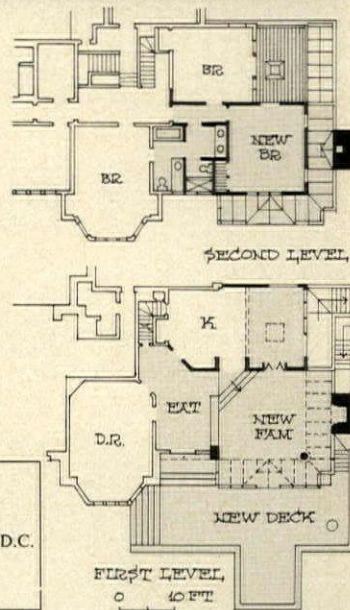 BR
BR
NEW
BR
SECOND LEVEL
K
EAT
D.R.
NEW
FAM
D.C.
NEW DECK
FIRST LEVEL
0 10 FT